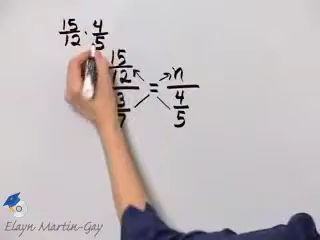 15/12 · 4/5
15/12 / 3/7 = n / 4/5
Elayn Martin-Gay